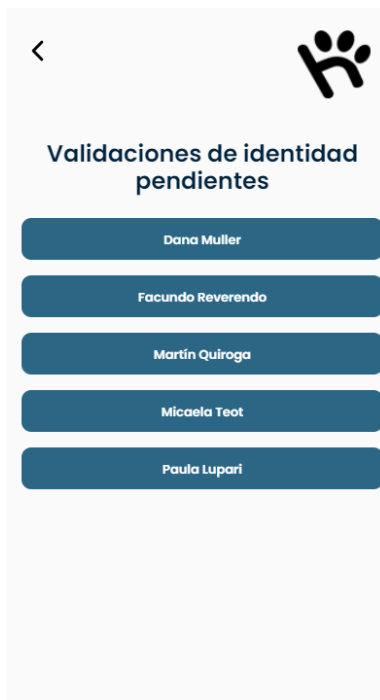 Validaciones de identidad
pendientes
Dana Muller
Facundo Reverendo
Martín Quiroga
Micaela Teot
Paula Lupari